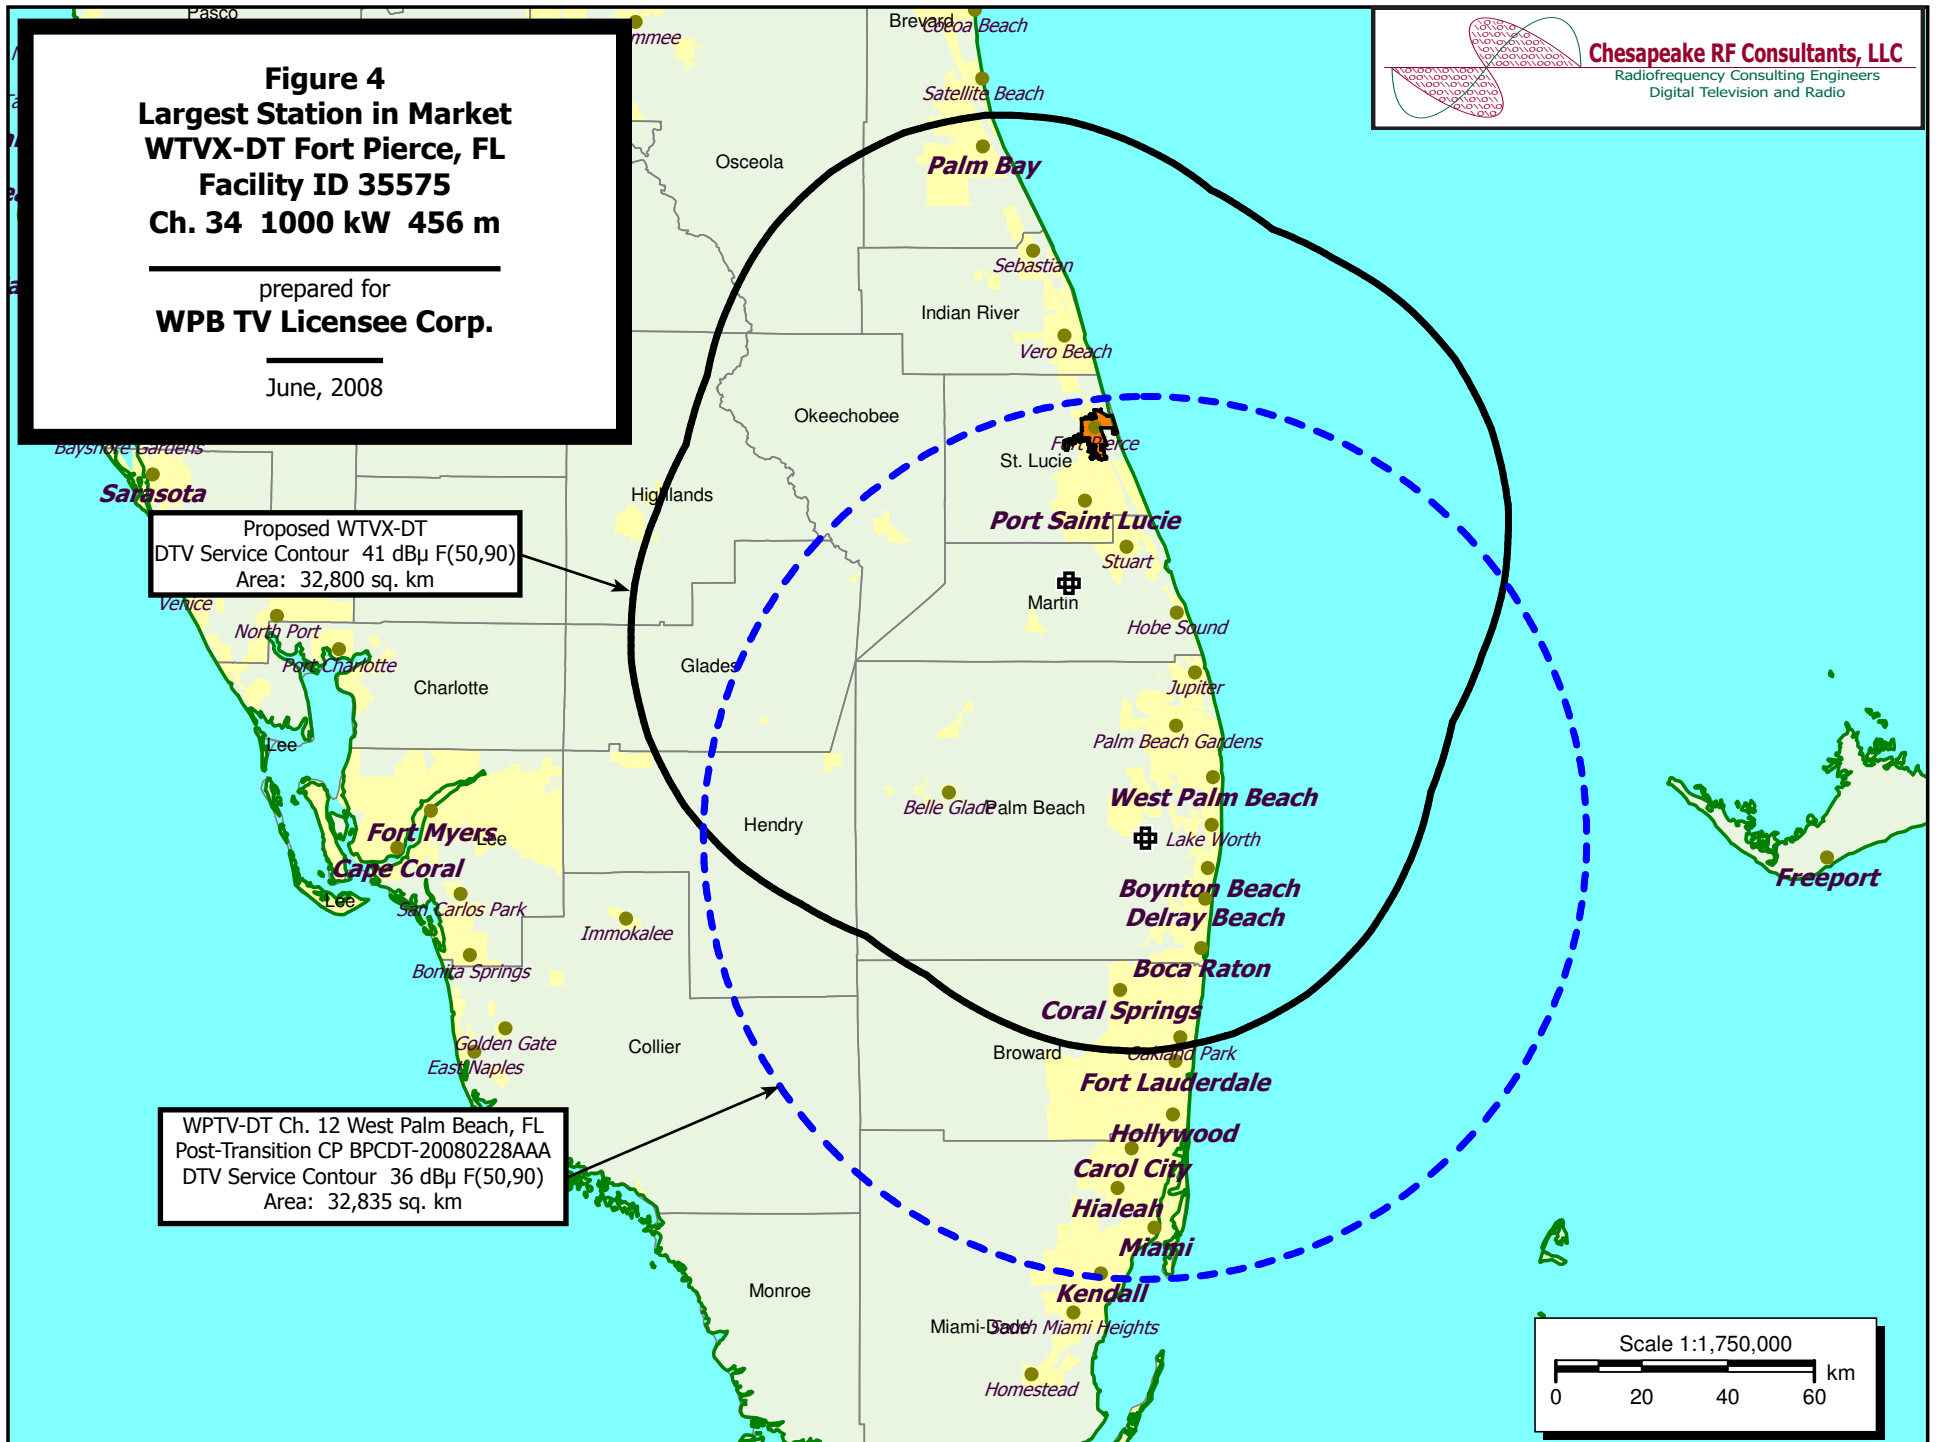 Pasco
Brevard
Cocoa Beach
mmee
Figure 4
Largest Station in Market
WTVX-DT Fort Pierce, FL
Facility ID 35575
Ch. 34 1000 kW 456 m
prepared for
WPB TV Licensee Corp.
June, 2008
Chesapeake RF Consultants, LLC
Radiofrequency Consulting Engineers
Digital Television and Radio
Satellite Beach
Osceola
Palm Bay
Sebastian
Indian River
Vero Beach
Okeechobee
Fort Pierce
St. Lucie
Bayshore Gardens
Sarasota
Highlands
Port Saint Lucie
Stuart
Proposed WTVX-DT
DTV Service Contour 41 dBµ F(50,90)
Area: 32,800 sq. km
Venice
Martin
North Port
Hobe Sound
Port Charlotte
Glades
Charlotte
Jupiter
Lee
Palm Beach Gardens
West Palm Beach
Belle Glade
Palm Beach
Hendry
Fort Myers
Lee
Lake Worth
Cape Coral
Freeport
Boynton Beach
Lee
San Carlos Park
Delray Beach
Immokalee
Bonita Springs
Boca Raton
Coral Springs
Golden Gate
Collier
Broward
Oakland Park
East Naples
Fort Lauderdale
WPTV-DT Ch. 12 West Palm Beach, FL
Post-Transition CP BPCDT-20080228AAA
DTV Service Contour 36 dBµ F(50,90)
Area: 32,835 sq. km
Hollywood
Carol City
Hialeah
Miami
Monroe
Kendall
Miami-Dade
South Miami Heights
Homestead
Scale 1:1,750,000
km
0 20 40 60